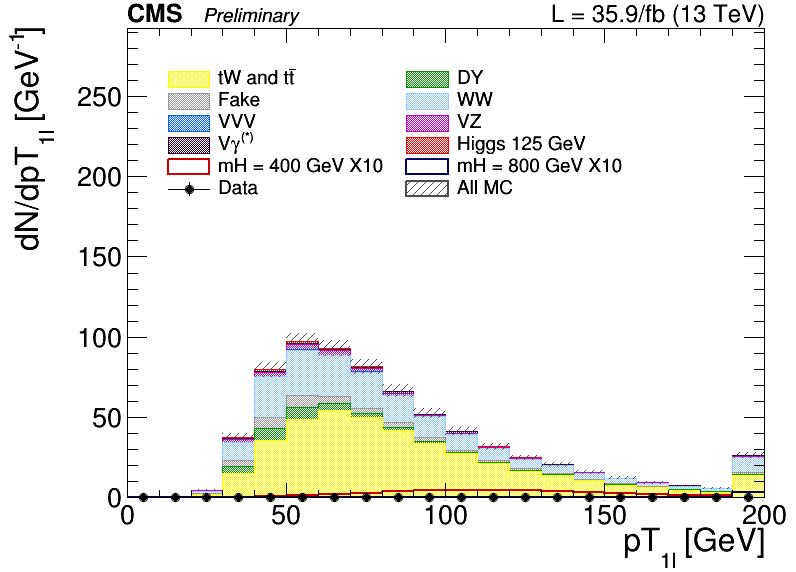 CMS Preliminary L = 35.9/fb (13 TeV)
dN/dpT_1l [GeV^-1]
250
200
150
100
50
0
tW and tt̄ DY
Fake WW
VVV VZ
Vγ(*) Higgs 125 GeV
mH = 400 GeV X10 mH = 800 GeV X10
Data All MC
0 50 100 150 200
pT_1l [GeV]